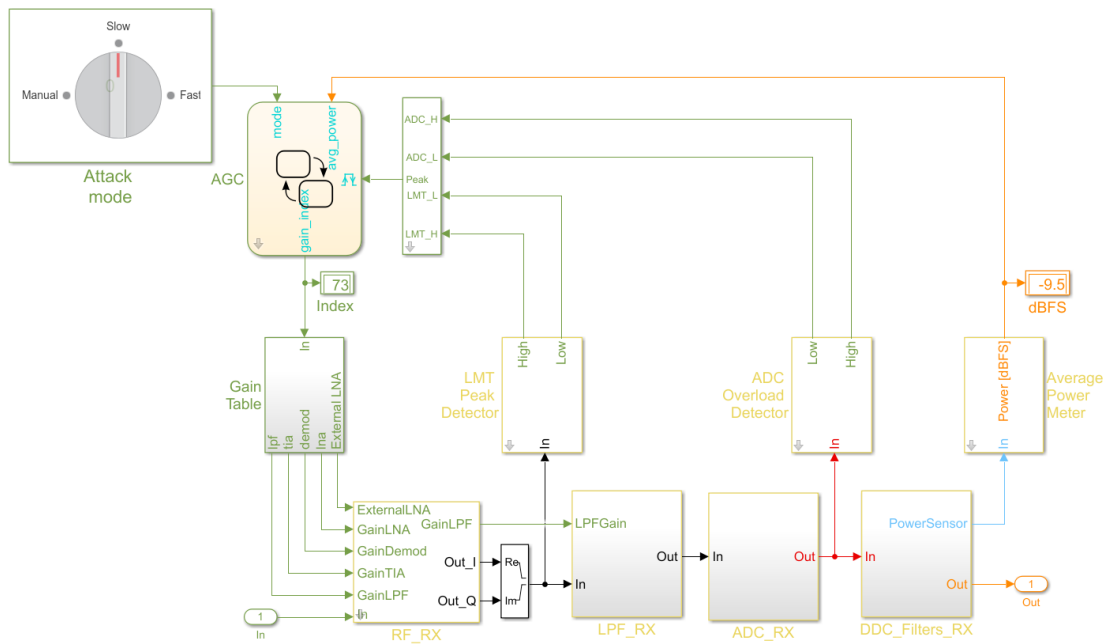 Slow
Manual
Fast
0
Attack
mode
AGC
mode
avg_power
gain_index
ADC_H
ADC_L
Peak
LMT_L
LMT_H
73
Index
-9.5
dBFS
Gain
Table
In
lpf
tia
demod
lna
External LNA
LMT
Peak
Detector
High
Low
In
ADC
Overload
Detector
Low
High
In
Power [dBFS]
In
Average
Power
Meter
ExternalLNA
GainLNA
GainDemod
GainTIA
GainLPF
In
GainLPF
Out_I
Out_Q
RF_RX
Re
Im
LPFGain
In
Out
LPF_RX
In
Out
ADC_RX
In
PowerSensor
Out
DDC_Filters_RX
1
In
1
Out